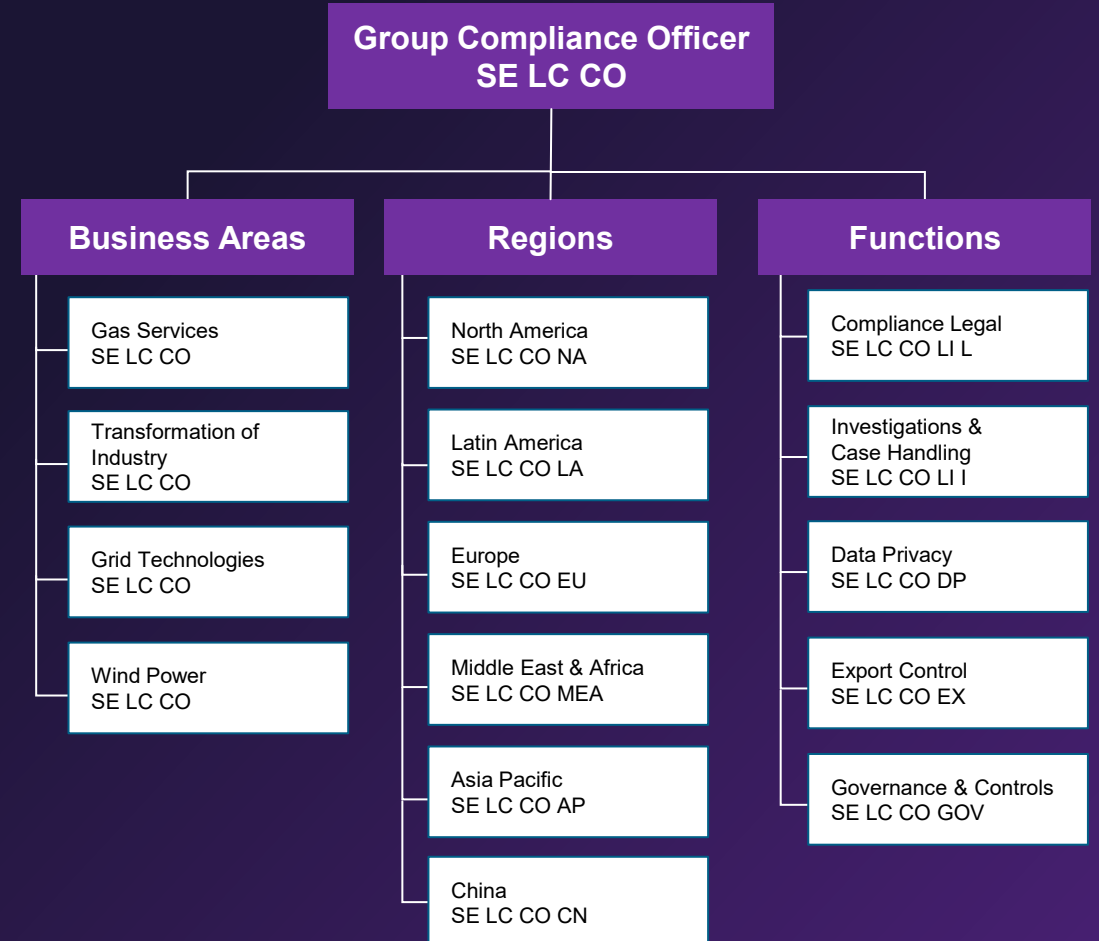 Group Compliance Officer
SE LC CO
Business Areas
Gas Services
SE LC CO
Transformation of
Industry
SE LC CO
Grid Technologies
SE LC CO
Wind Power
SE LC CO
Regions
North America
SE LC CO NA
Latin America
SE LC CO LA
Europe
SE LC CO EU
Middle East & Africa
SE LC CO MEA
Asia Pacific
SE LC CO AP
China
SE LC CO CN
Functions
Compliance Legal
SE LC CO LI L
Investigations &
Case Handling
SE LC CO LI I
Data Privacy
SE LC CO DP
Export Control
SE LC CO EX
Governance & Controls
SE LC CO GOV